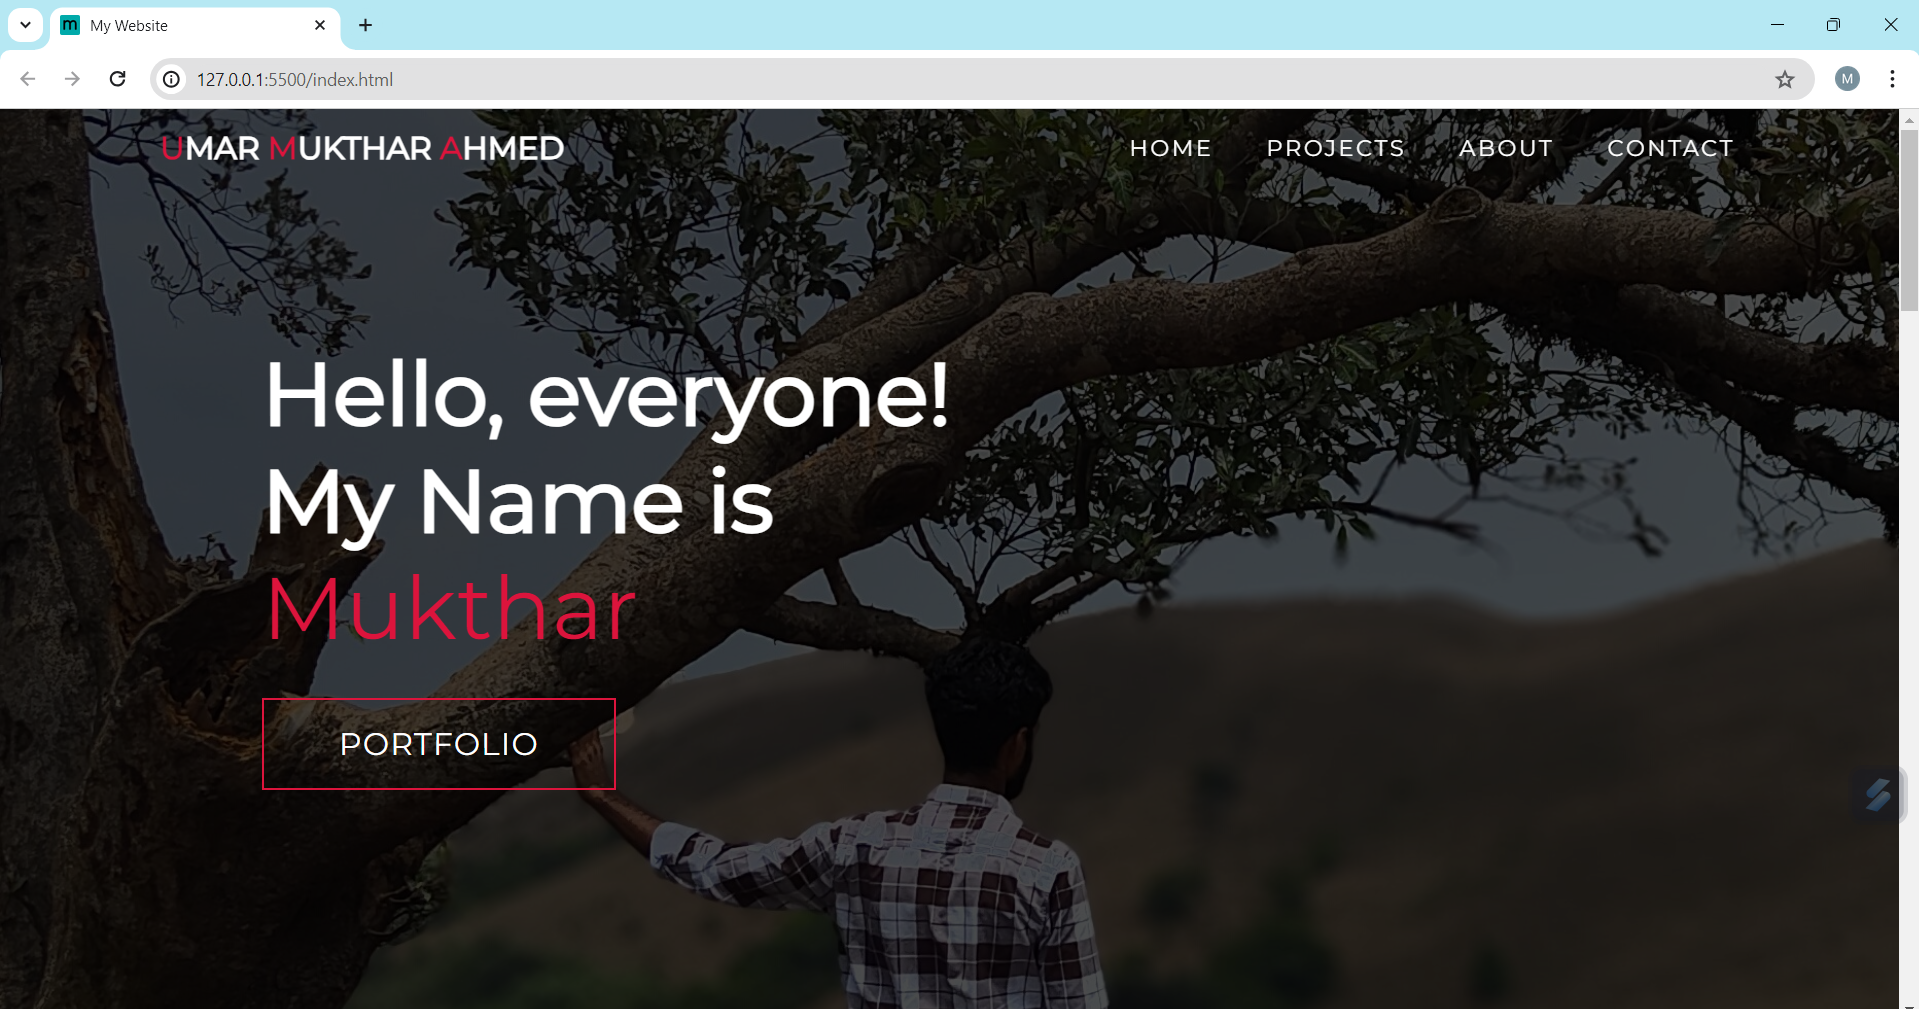 m My Website
127.0.0.1:5500/index.html
M
UMAR MUKTHAR AHMED
HOME PROJECTS ABOUT CONTACT
Hello, everyone!
My Name is
Mukthar
PORTFOLIO